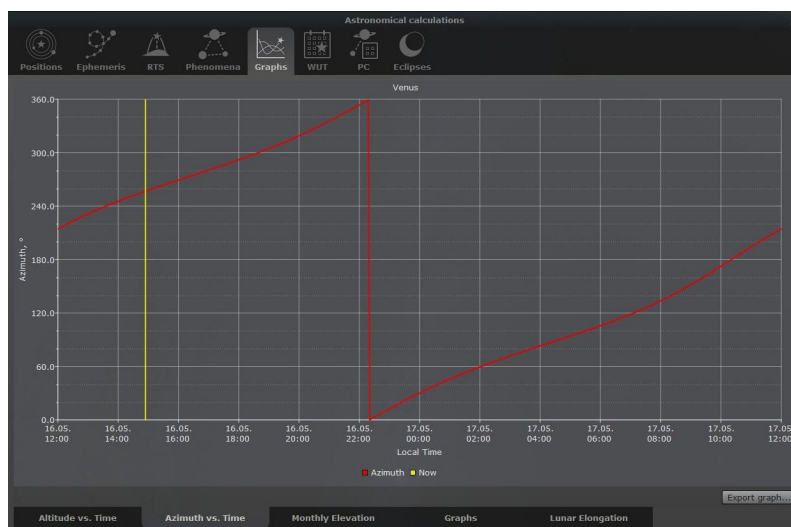 Astronomical calculations
Positions Ephemeris RTS Phenomena Graphs WUT PC Eclipses
Venus
360.0
300.0
240.0
180.0
120.0
60.0
0.0
Azimuth, °
16.05. 16.05. 16.05. 16.05. 16.05. 16.05. 17.05. 17.05. 17.05. 17.05. 17.05. 17.05. 17.05
12:00 14:00 16:00 18:00 20:00 22:00 00:00 02:00 04:00 06:00 08:00 10:00 12:00
Local Time
Azimuth Now
Export graph...
Altitude vs. Time Azimuth vs. Time Monthly Elevation Graphs Lunar Elongation